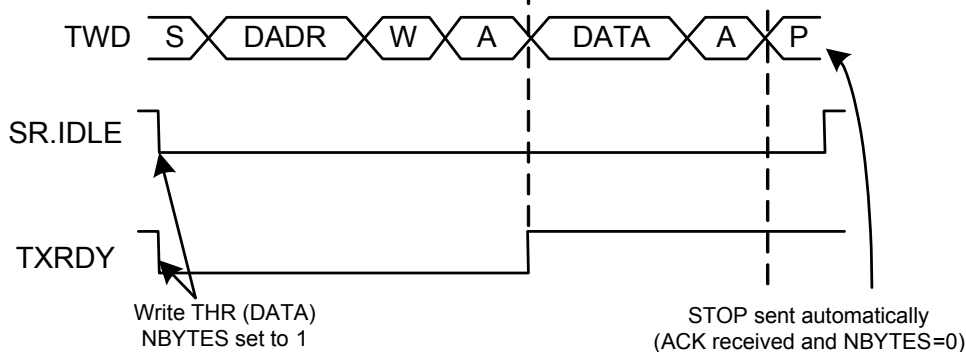 TWD S DADR W A DATA A P
SR.IDLE
TXRDY
Write THR (DATA)
NBYTES set to 1
STOP sent automatically
(ACK received and NBYTES=0)